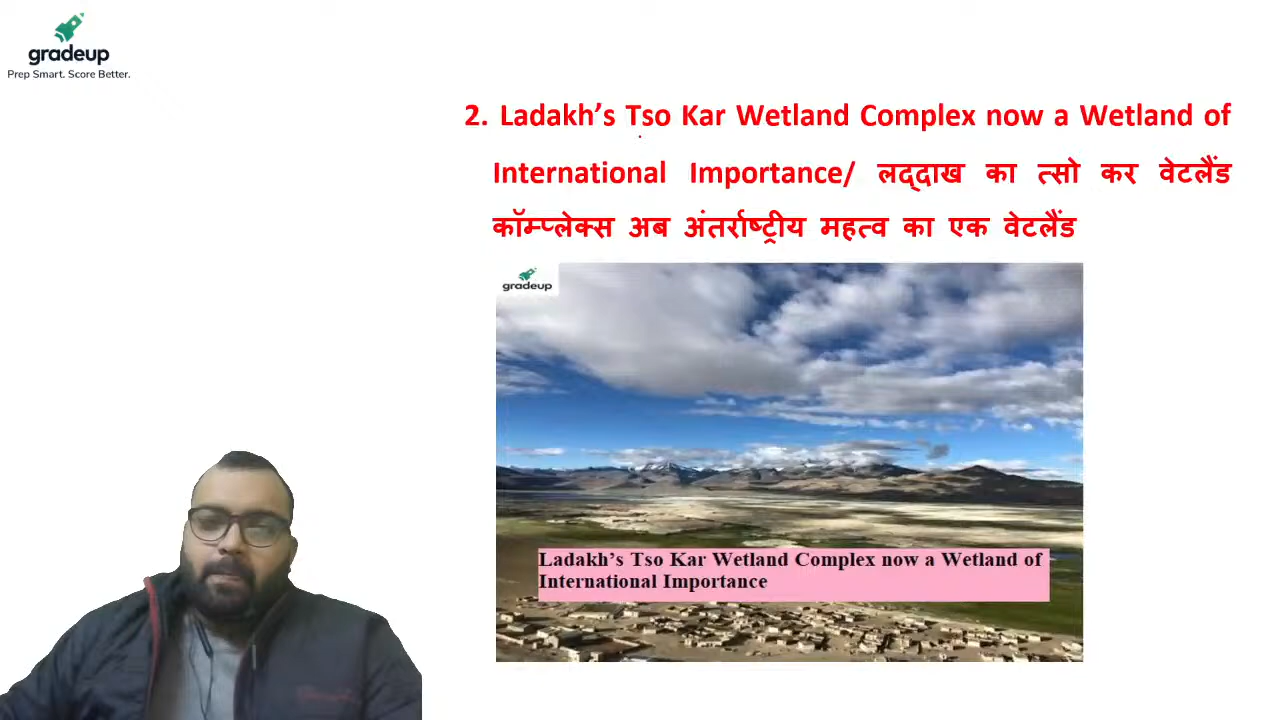 gradeup
Prep Smart. Score Better.
2. Ladakh’s Tso Kar Wetland Complex now a Wetland of
International Importance/ लद्दाख का त्सो कर वेटलैंड
कॉम्प्लेक्स अब अंतर्राष्ट्रीय महत्व का एक वेटलैंड
gradeup
Ladakh’s Tso Kar Wetland Complex now a Wetland of
International Importance